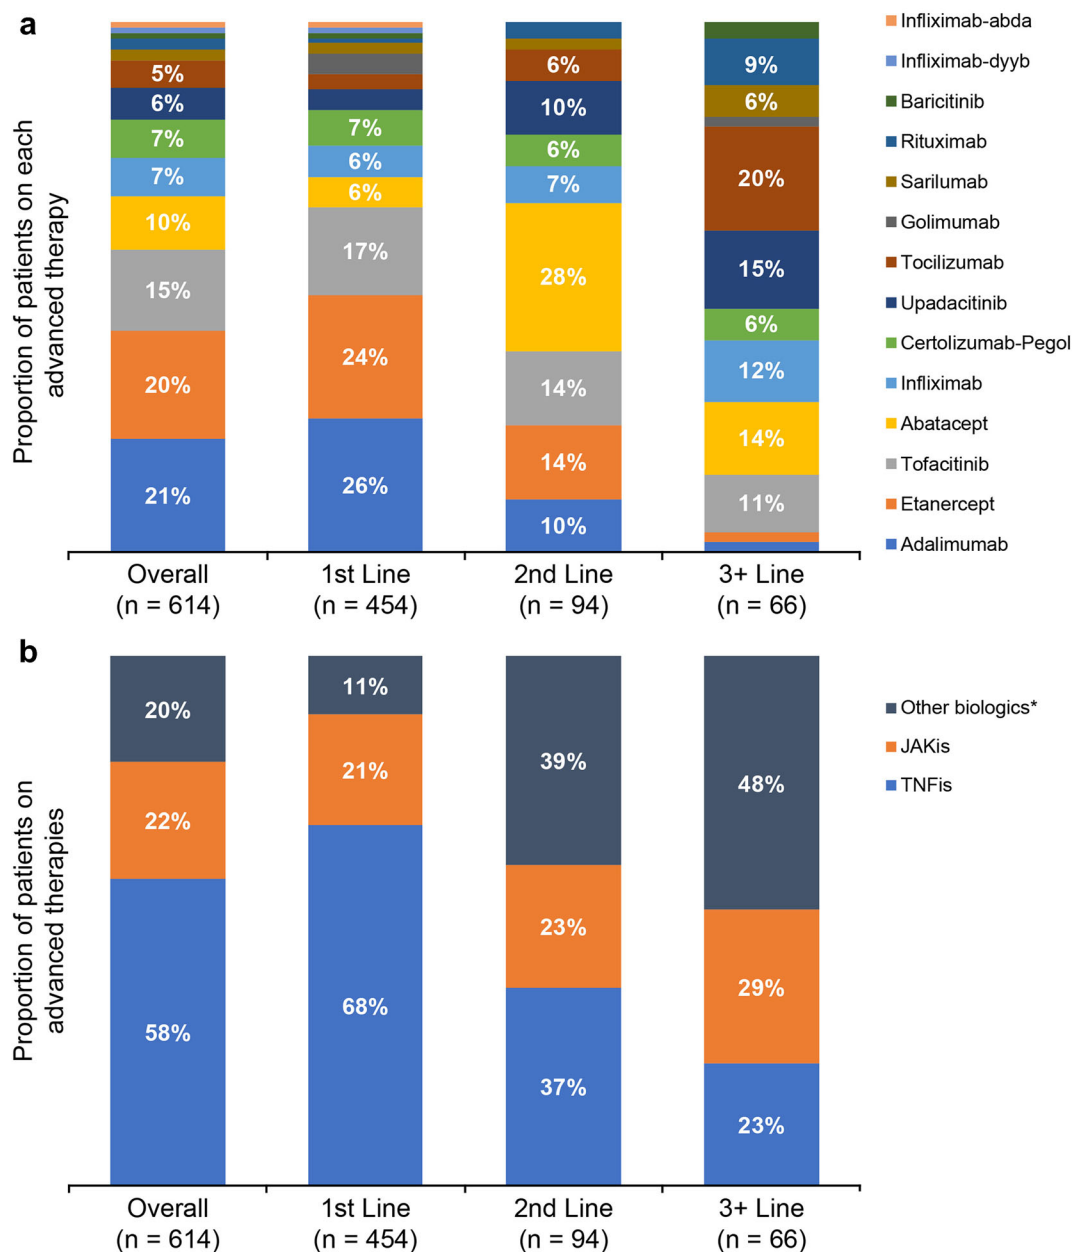 a
Proportion of patients on each
advanced therapy
5%
6%
7%
7%
10%
15%
20%
21%
7%
6%
6%
17%
24%
26%
6%
10%
6%
7%
28%
14%
14%
10%
9%
6%
20%
15%
6%
12%
14%
11%
Infliximab-abda
Infliximab-dyyb
Baricitinib
Rituximab
Sarilumab
Golimumab
Tocilizumab
Upadacitinib
Certolizumab-Pegol
Infliximab
Abatacept
Tofacitinib
Etanercept
Adalimumab
Overall
(n = 614)
1st Line
(n = 454)
2nd Line
(n = 94)
3+ Line
(n = 66)
b
Proportion of patients on
advanced therapies
20%
22%
58%
11%
21%
68%
39%
23%
37%
48%
29%
23%
Other biologics*
JAKis
TNFis
Overall
(n = 614)
1st Line
(n = 454)
2nd Line
(n = 94)
3+ Line
(n = 66)